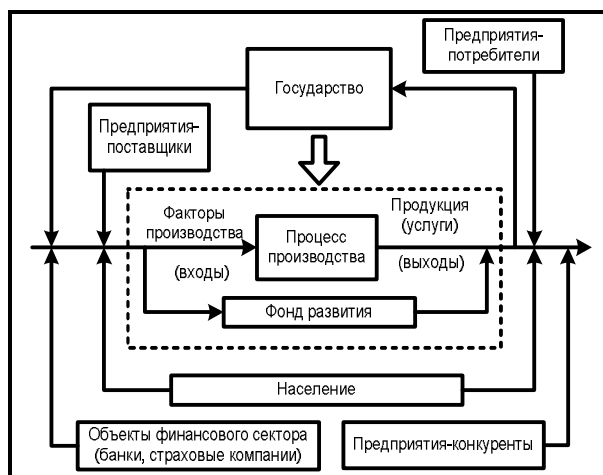 Предприятия-
потребители
Государство
Предприятия-
поставщики
Факторы
производства
(входы)
Процесс
производства
Продукция
(услуги)
(выходы)
Фонд развития
Население
Объекты финансового сектора
(банки, страховые компании)
Предприятия-конкуренты